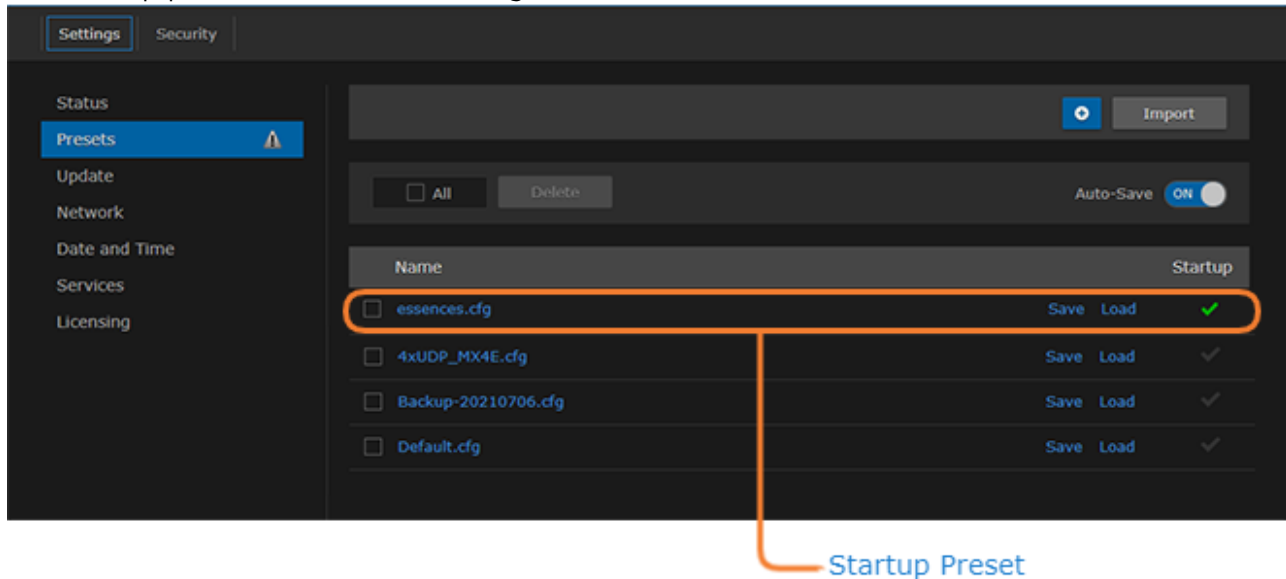 Settings Security
Status
Import
Presets
Update
All Delete Auto-Save ON
Network
Date and Time
Name Startup
Services
essences.cfg Save Load
Licensing
4xUDP_MX4E.cfg Save Load
Backup-20210706.cfg Save Load
Default.cfg Save Load
Startup Preset